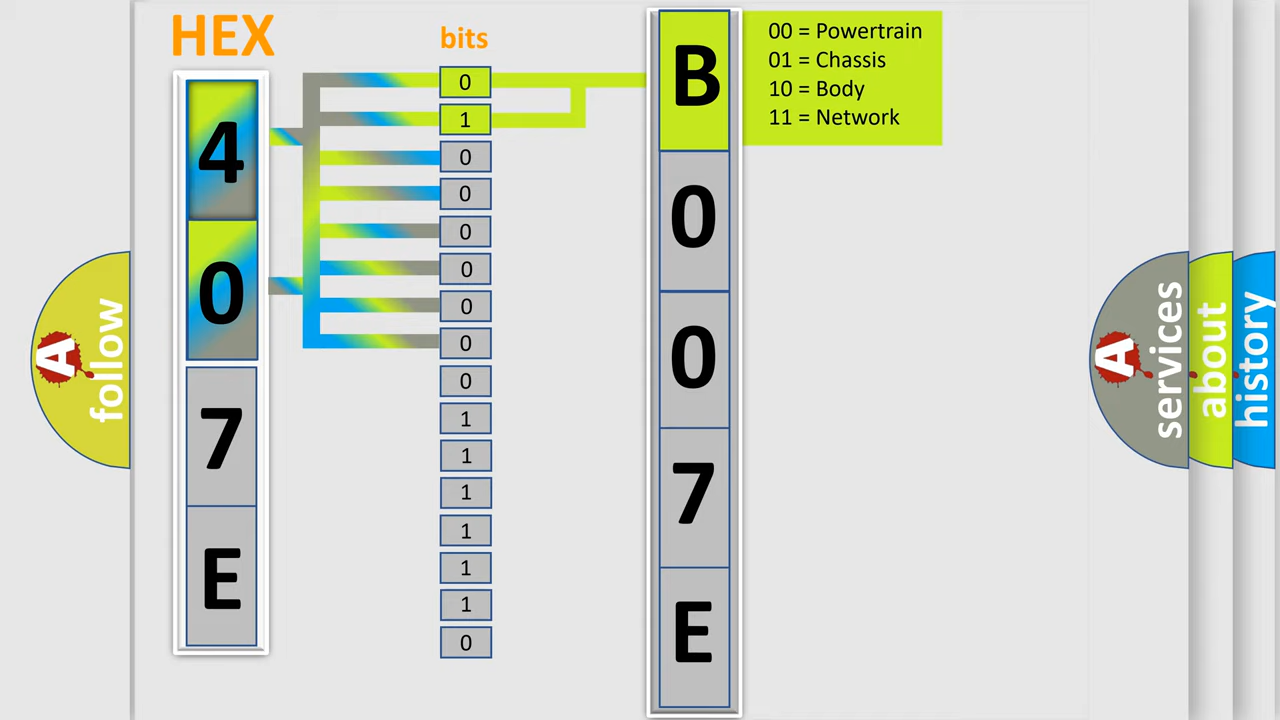 HEX
bits
4
0
7
E
0
1
0
0
0
0
0
0
0
1
1
1
1
1
1
0
B
0
0
7
E
00 = Powertrain
01 = Chassis
10 = Body
11 = Network
A
follow
A
services
about
history